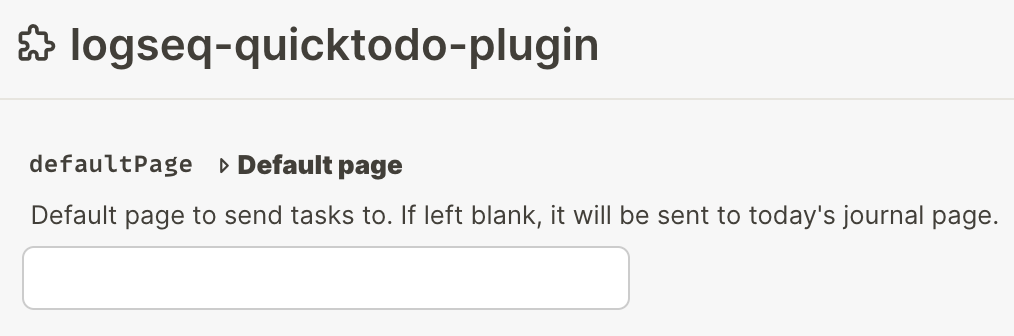 logseq-quicktodo-plugin
defaultPage ▹ Default page
Default page to send tasks to. If left blank, it will be sent to today's journal page.